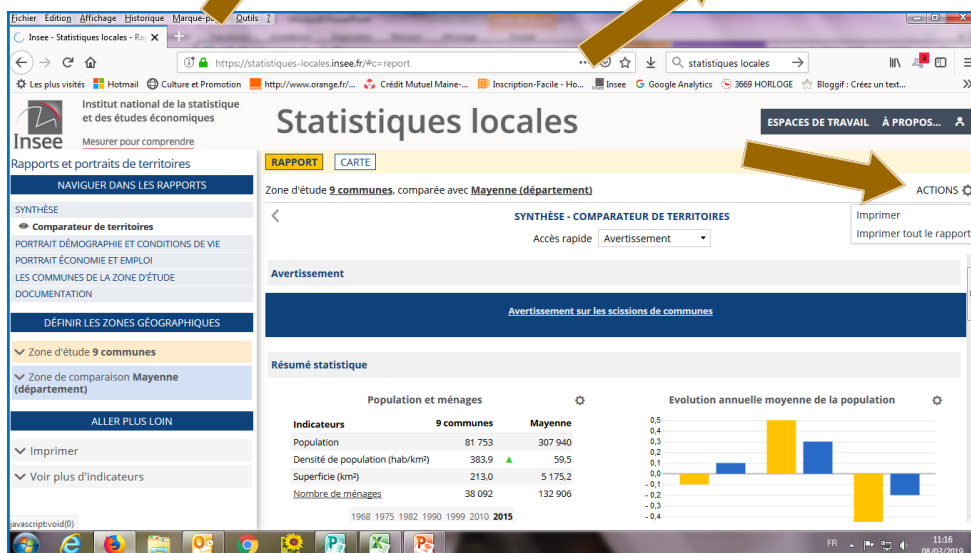 Fichier Édition Affichage Historique Marque-pa Outils ?
Insee - Statistiques locales - Ra
https://statistiques-locales.insee.fr/#c=report
statistiques locales
2
Les plus visités Hotmail Culture et Promotion http://www.orange.fr/... Crédit Mutuel Maine-... Inscription-Facile - Ho... Insee Google Analytics 3669 HORLOGE Bloggif : Créez un text...
Institut national de la statistique
et des études économiques
Insee
Mesurer pour comprendre
Statistiques locales
ESPACES DE TRAVAIL À PROPOS...
Rapports et portraits de territoires
RAPPORT CARTE
NAVIGUER DANS LES RAPPORTS
Zone d'étude 9 communes, comparée avec Mayenne (département)
ACTIONS
SYNTHÈSE
Comparateur de territoires
PORTRAIT DÉMOGRAPHIE ET CONDITIONS DE VIE
PORTRAIT ÉCONOMIE ET EMPLOI
LES COMMUNES DE LA ZONE D'ÉTUDE
DOCUMENTATION
SYNTHÈSE - COMPARATEUR DE TERRITOIRES
Accès rapide Avertissement
Imprimer
Imprimer tout le rapport
Avertissement
Avertissement sur les scissions de communes
DÉFINIR LES ZONES GÉOGRAPHIQUES
Zone d'étude 9 communes
Zone de comparaison Mayenne
(département)
ALLER PLUS LOIN
Imprimer
Voir plus d'indicateurs
Résumé statistique
Population et ménages
Indicateurs 9 communes Mayenne
Population 81 753 307 940
Densité de population (hab/km²) 383,9 59,5
Superficie (km²) 213,0 5 175,2
Nombre de ménages 38 092 132 906
1968 1975 1982 1990 1999 2010 2015
Evolution annuelle moyenne de la population
0,5
0,4
0,3
0,2
0,1
0,0
- 0,1
- 0,2
- 0,3
- 0,4
javascript:void(0)
FR
11:16
08/03/2019